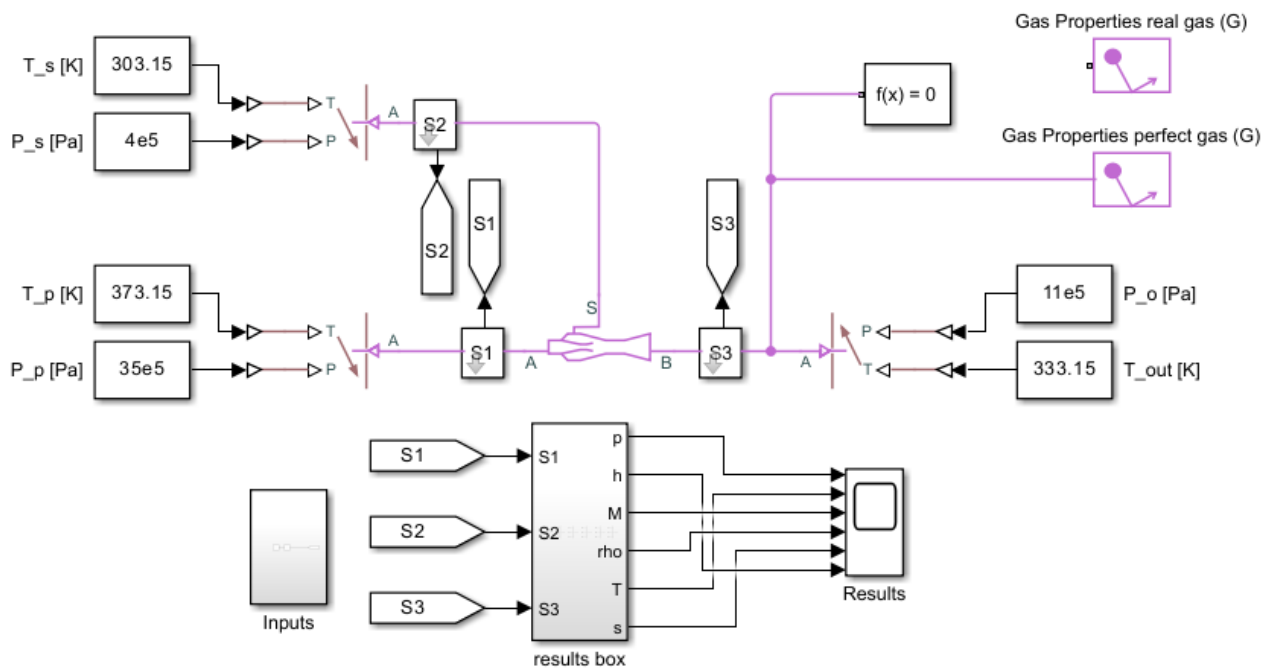 Gas Properties real gas (G)
T_s [K]
303.15
T
A
S2
f(x) = 0
P_s [Pa]
4e5
P
Gas Properties perfect gas (G)
S2
S1
S3
T_p [K]
373.15
T
A
S
P_p [Pa]
35e5
P
S1
A
B
S3
A
P
T
11e5
P_o [Pa]
333.15
T_out [K]
S1
S2
S3
S1
S2
S3
p
h
M
rho
T
s
Inputs
results box
Results